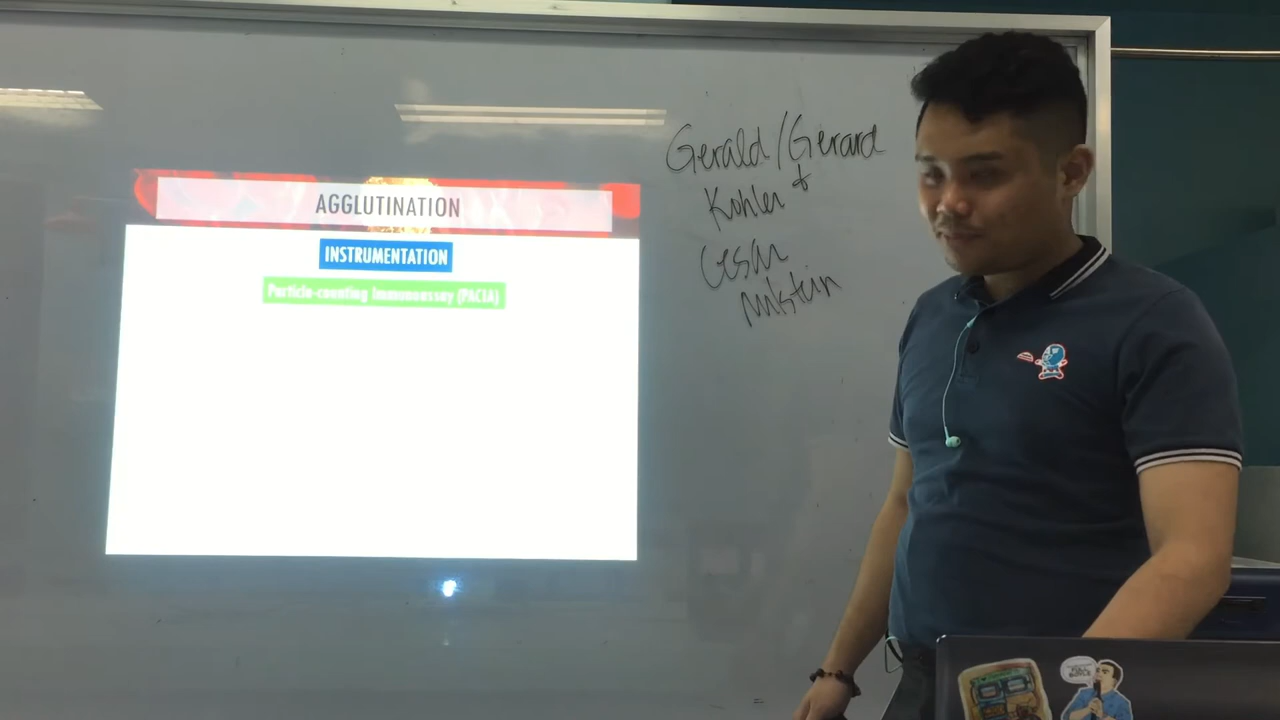 AGGLUTINATION
INSTRUMENTATION
Particle-counting Immunoassay (PACIA)
Gerald/Gerard
Kohler +
Cesar
Milstein